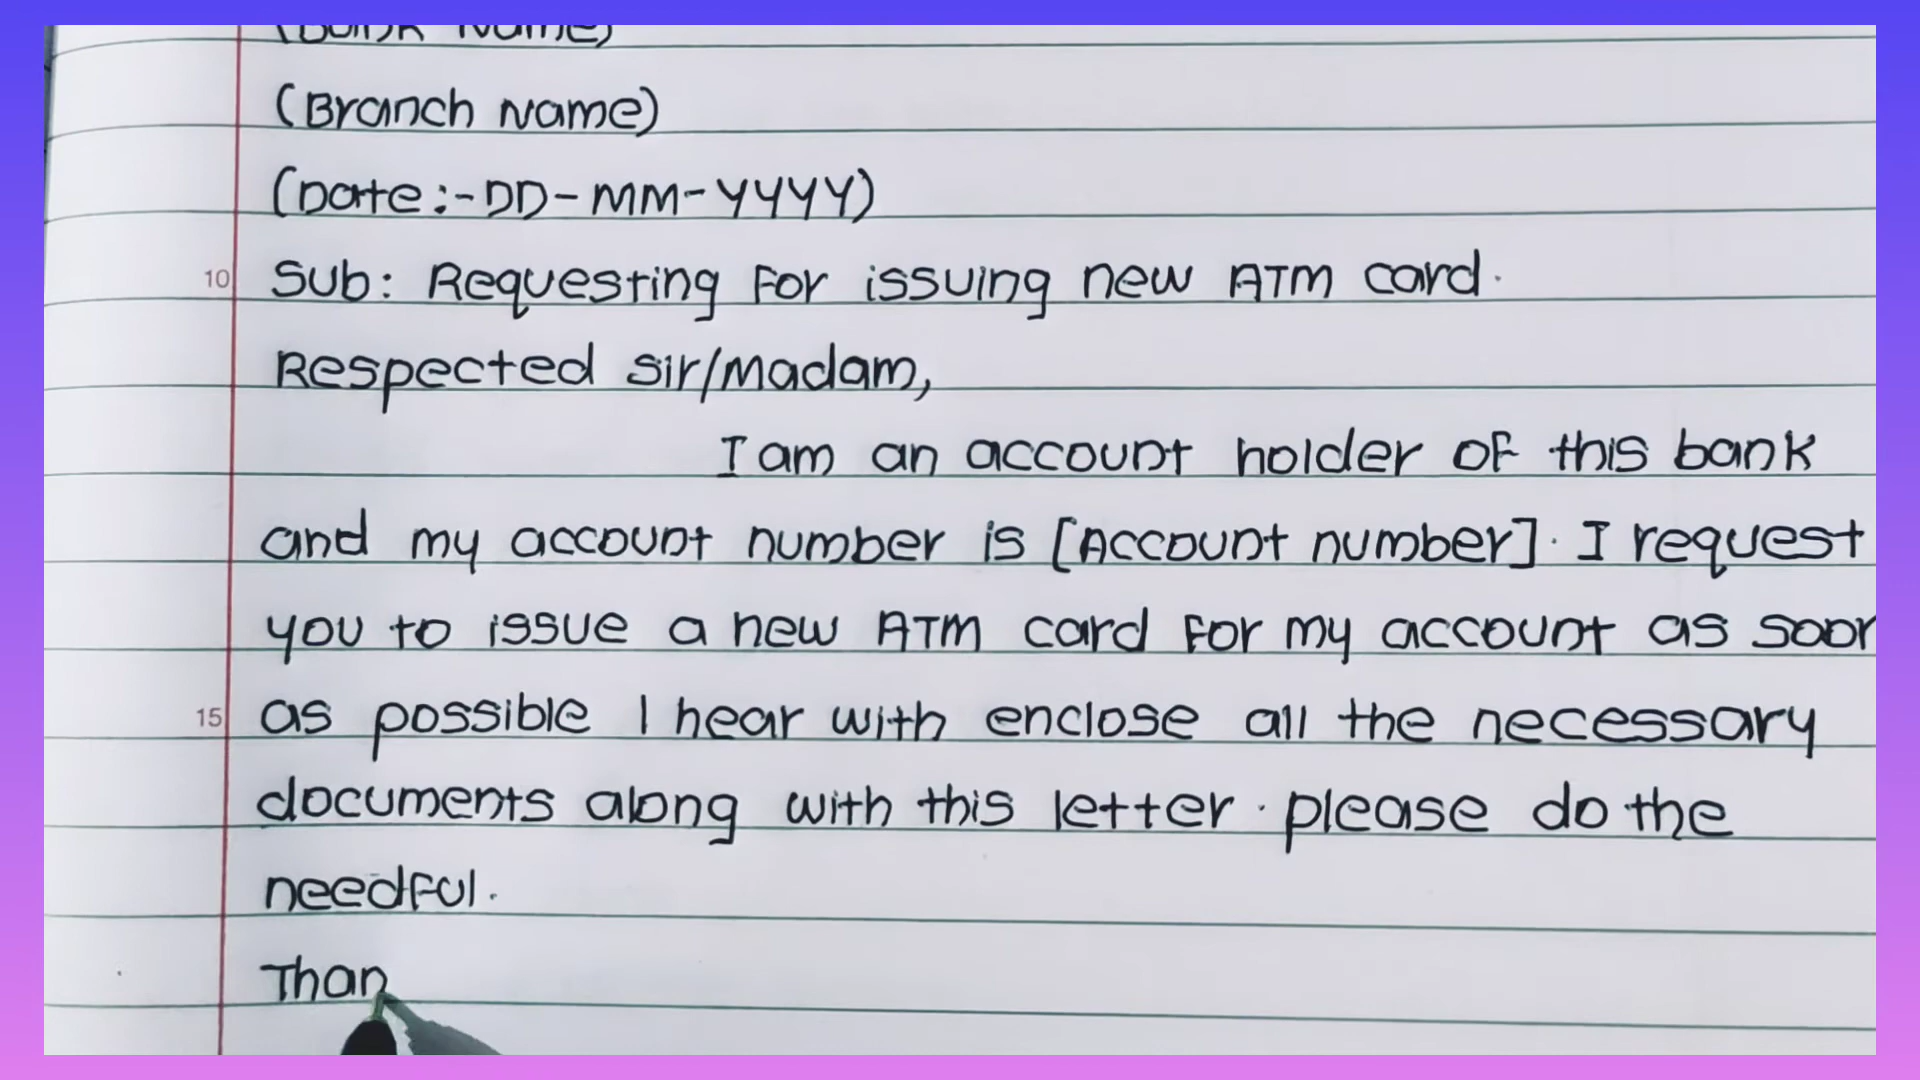 (Bank Name)
(Branch Name)
(Date:-DD-MM-YYYY)
10 Sub: Requesting For issuing new ATM card.
Respected sir/Madam,
I am an account holder of this bank
and my account number is [Account number]. I request
you to issue a new ATM card for my account as soon
15 as possible I hear with enclose all the necessary
documents along with this letter. please do the
needful.
Than